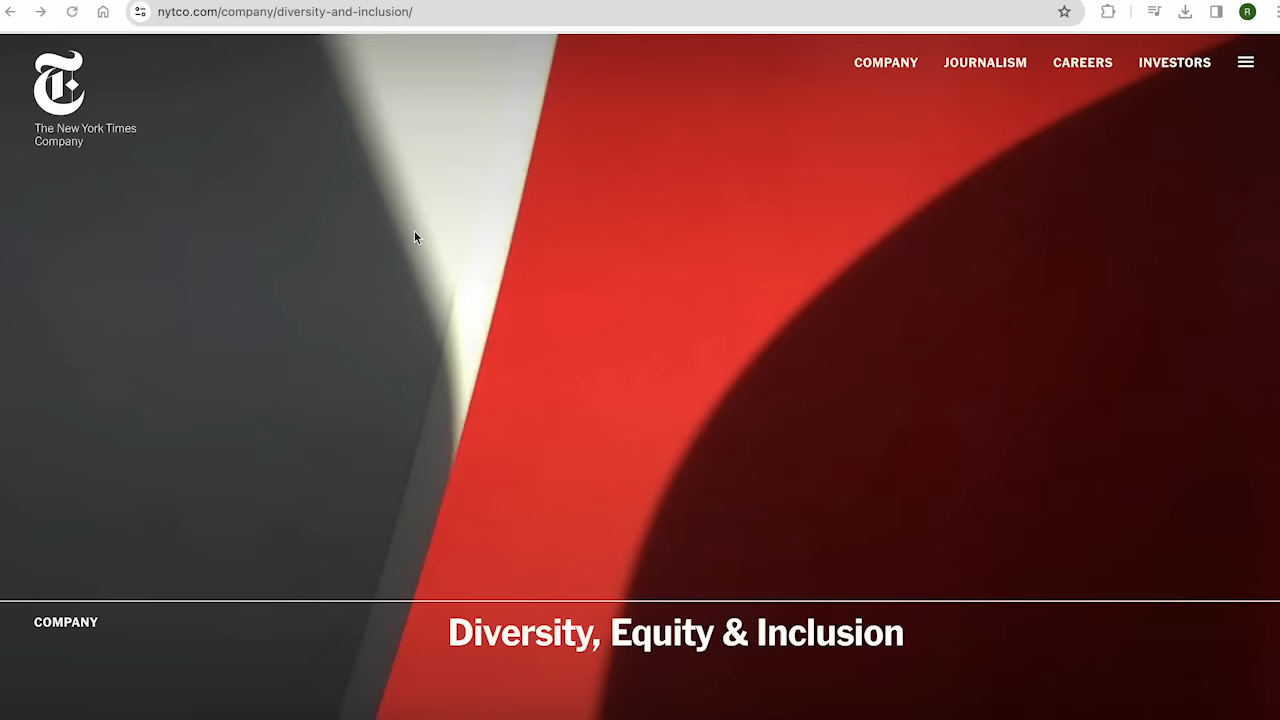 nytco.com/company/diversity-and-inclusion/
R
T
The New York Times
Company
COMPANY JOURNALISM CAREERS INVESTORS
COMPANY
Diversity, Equity & Inclusion